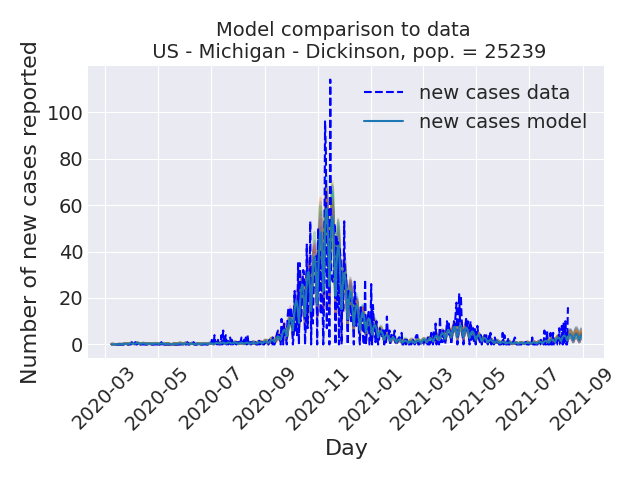 Model comparison to data
US - Michigan - Dickinson, pop. = 25239
Number of new cases reported
100
80
60
40
20
0
new cases data
new cases model
2020-03
2020-05
2020-07
2020-09
2020-11
2021-01
2021-03
2021-05
2021-07
2021-09
Day